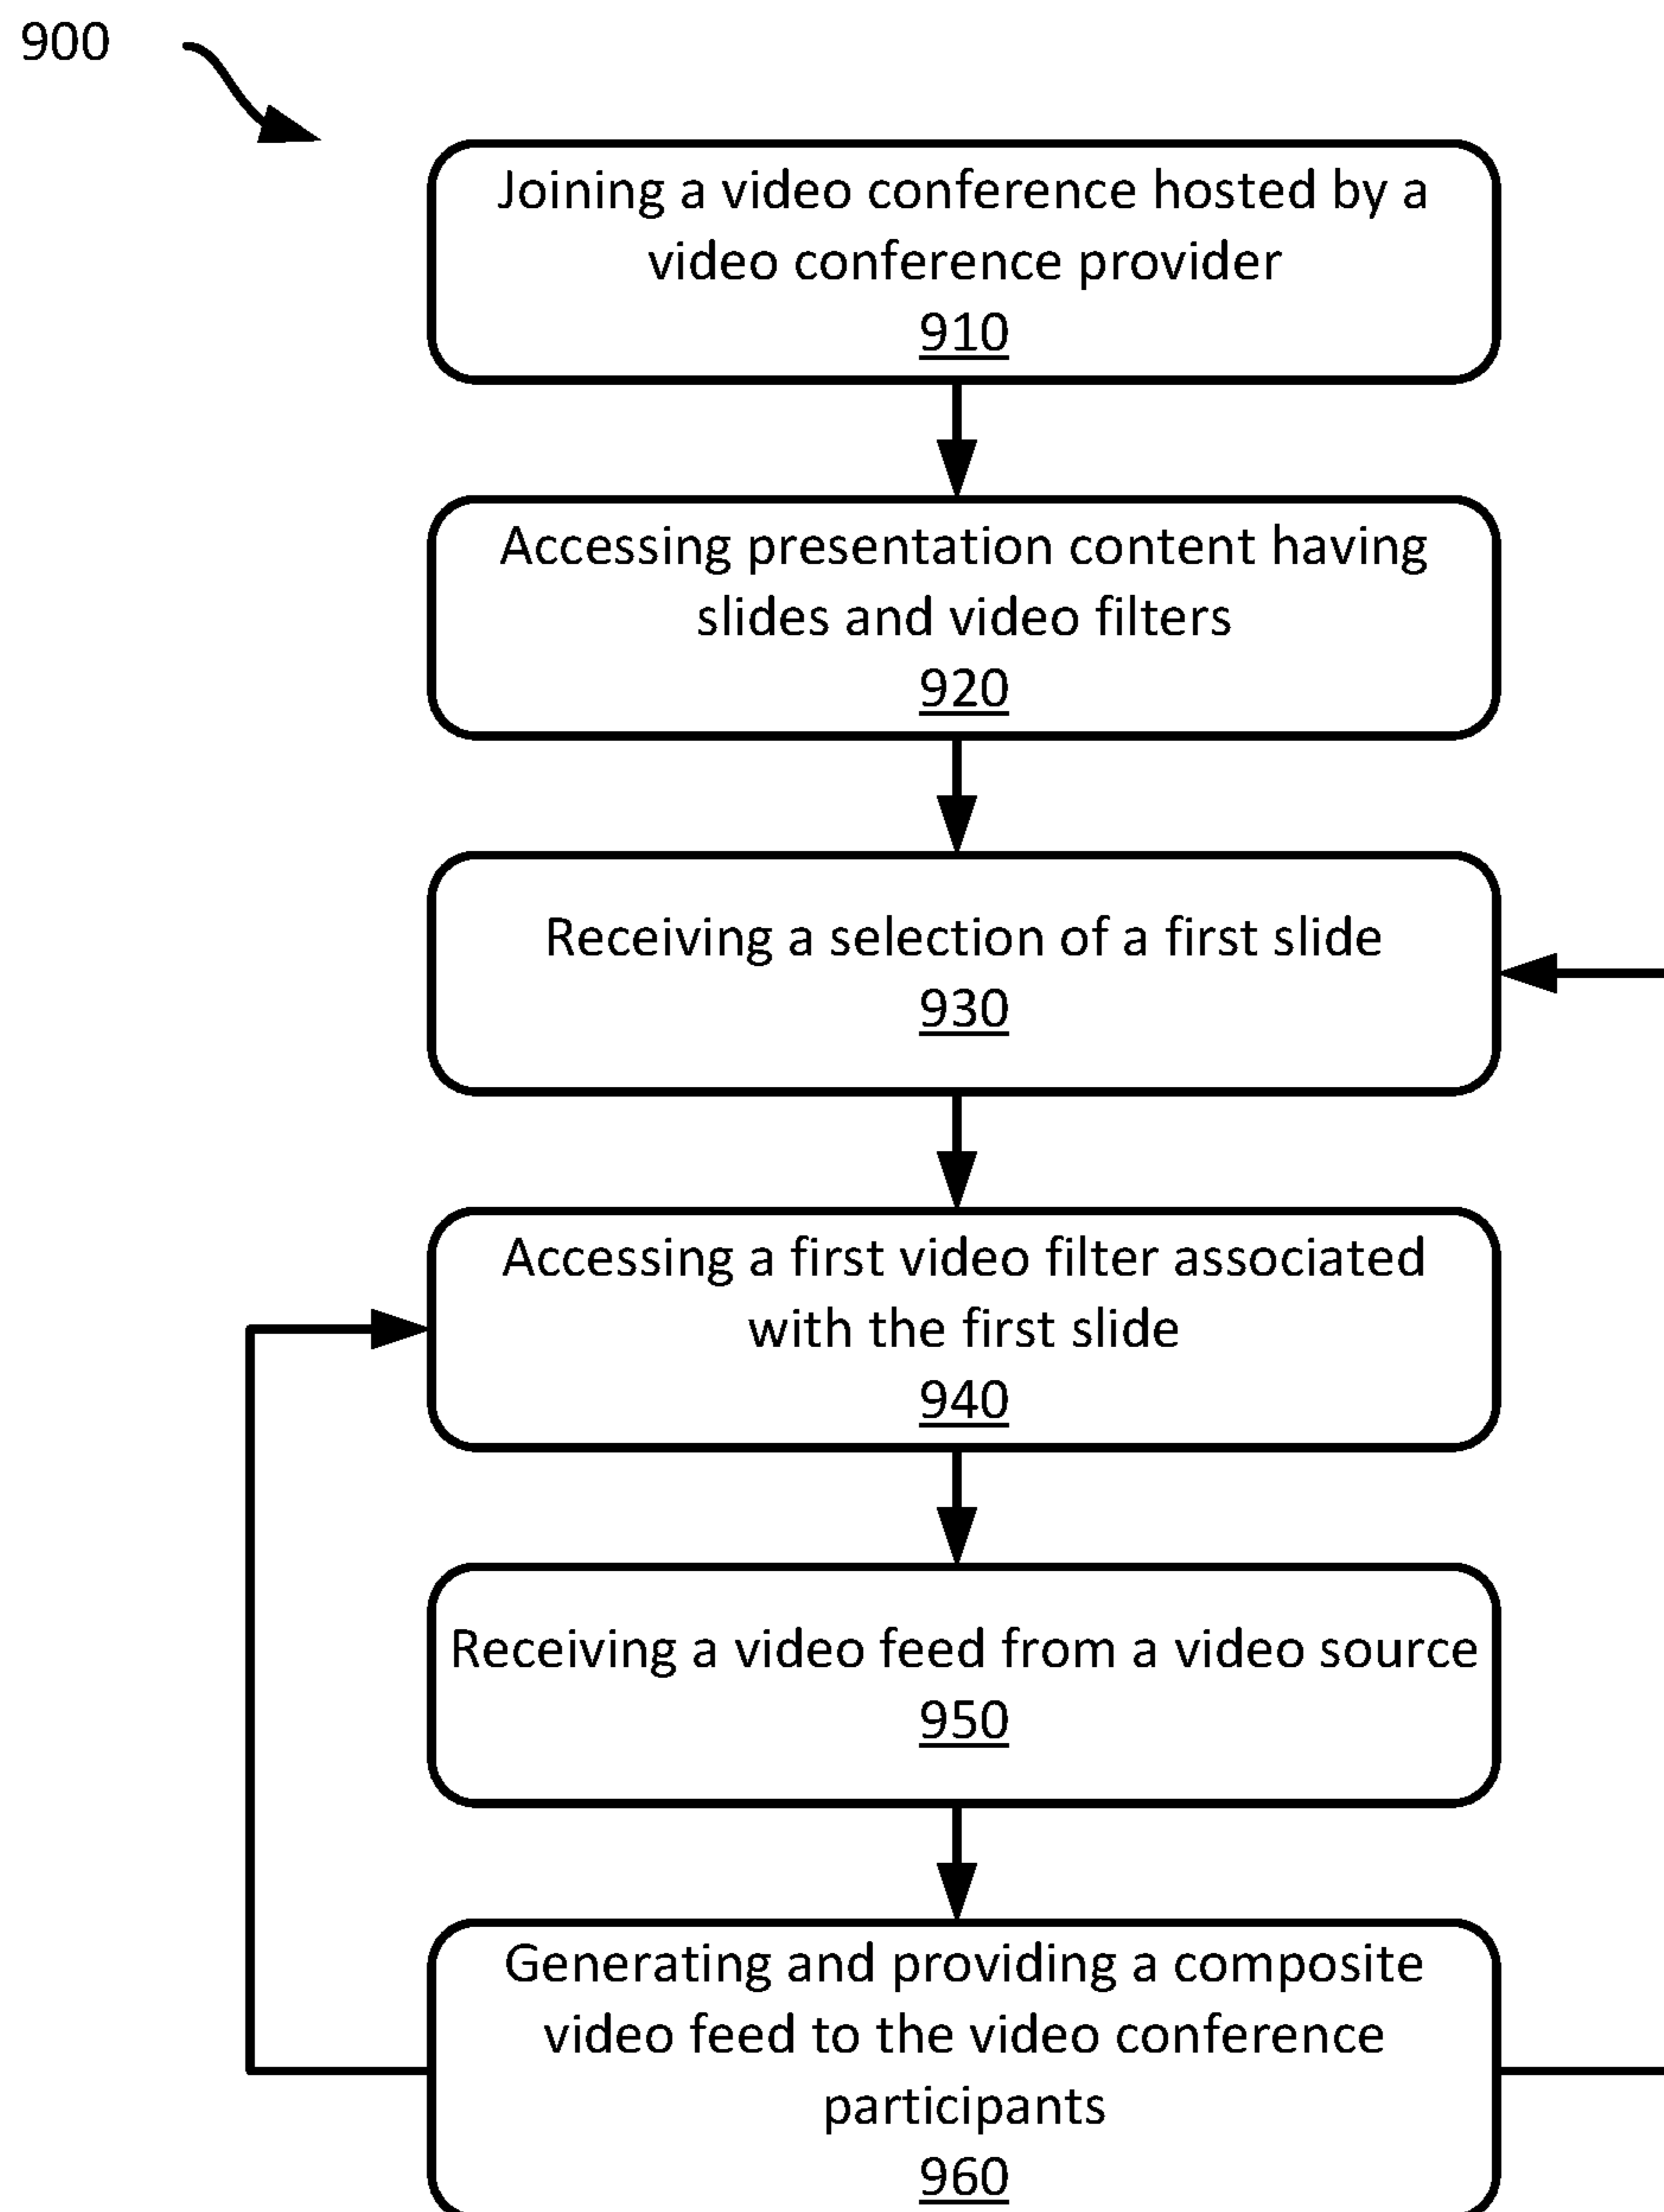 900
Joining a video conference hosted by a
video conference provider
910
Accessing presentation content having
slides and video filters
920
Receiving a selection of a first slide
930
Accessing a first video filter associated
with the first slide
940
Receiving a video feed from a video source
950
Generating and providing a composite
video feed to the video conference
participants
960